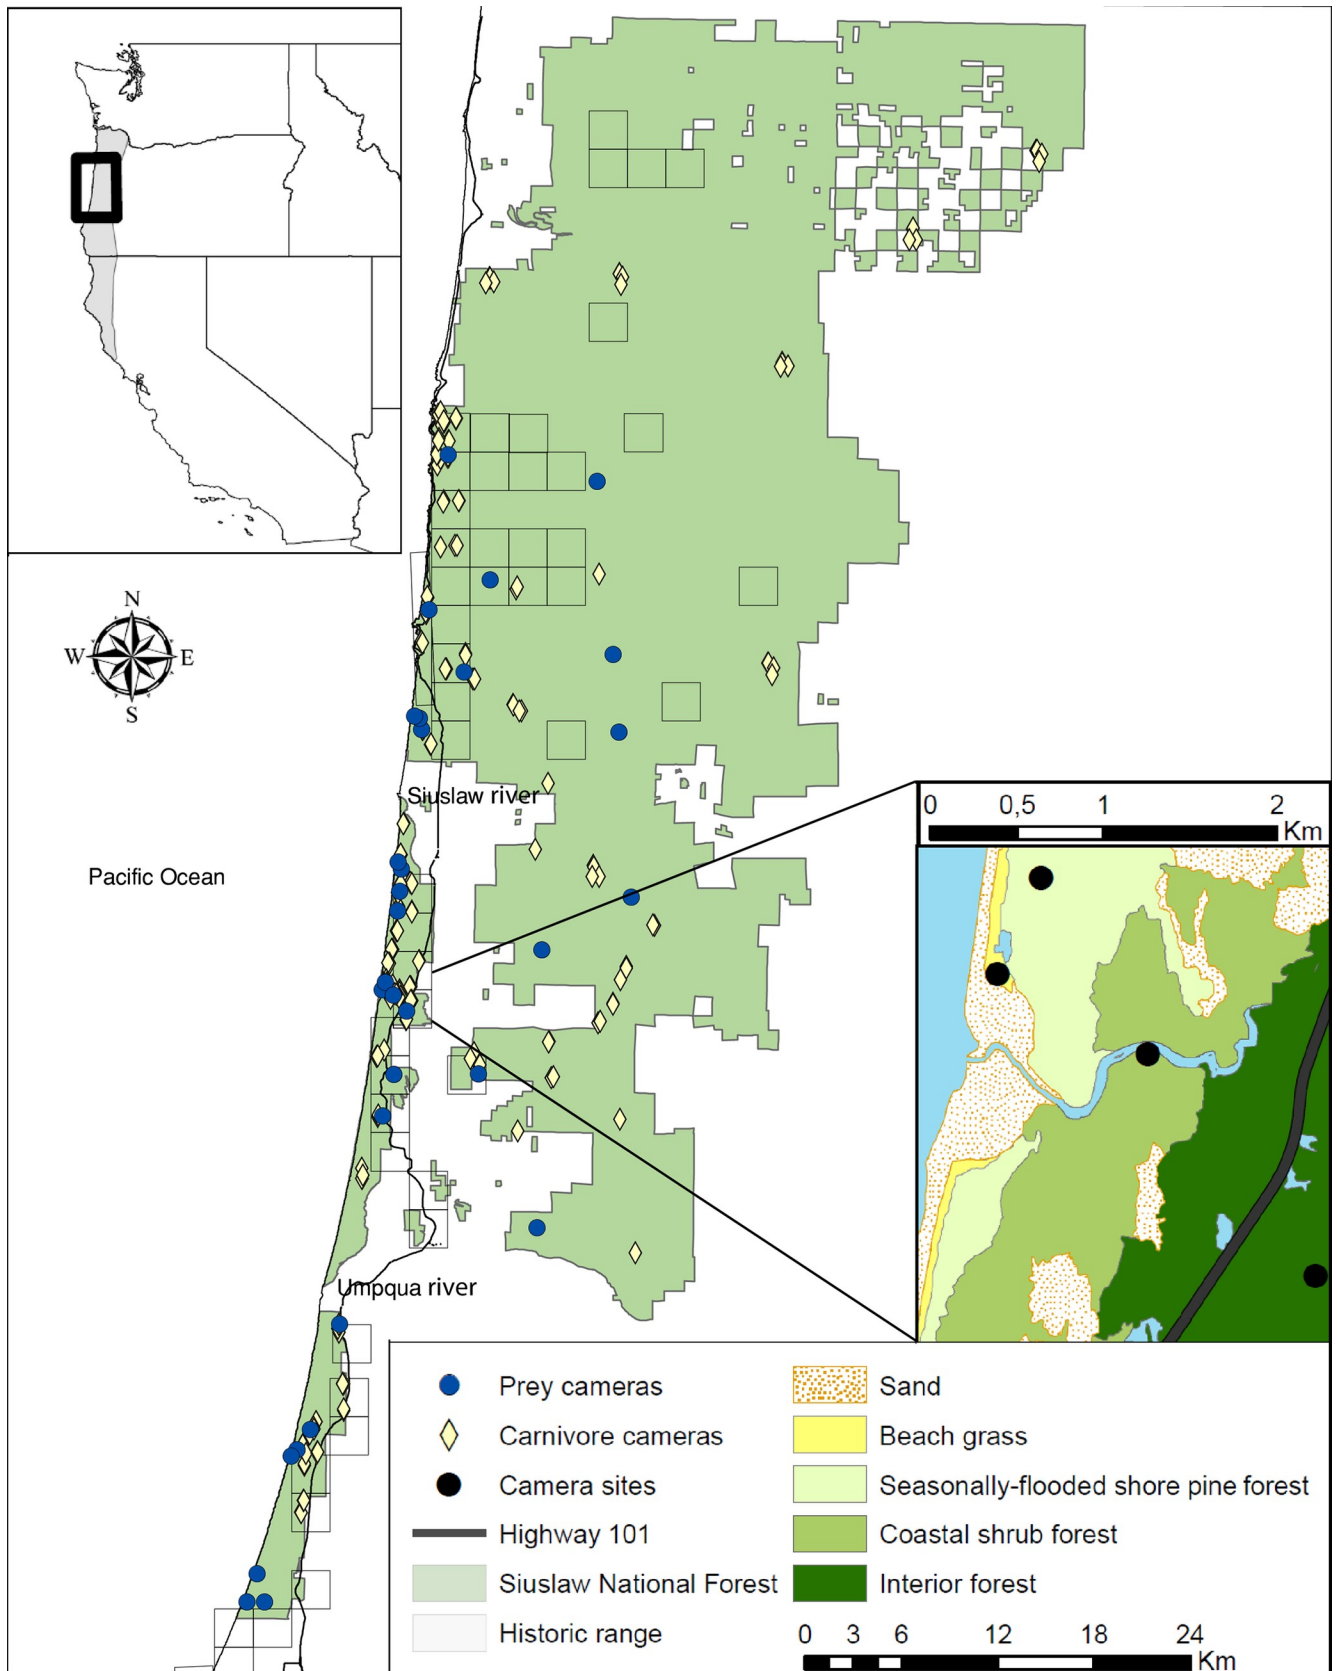 N
W E
S
Siuslaw river
Pacific Ocean
Umpqua river
0 0,5 1 2
Km
Prey cameras
Carnivore cameras
Camera sites
Highway 101
Siuslaw National Forest
Historic range
Sand
Beach grass
Seasonally-flooded shore pine forest
Coastal shrub forest
Interior forest
0 3 6 12 18 24
Km